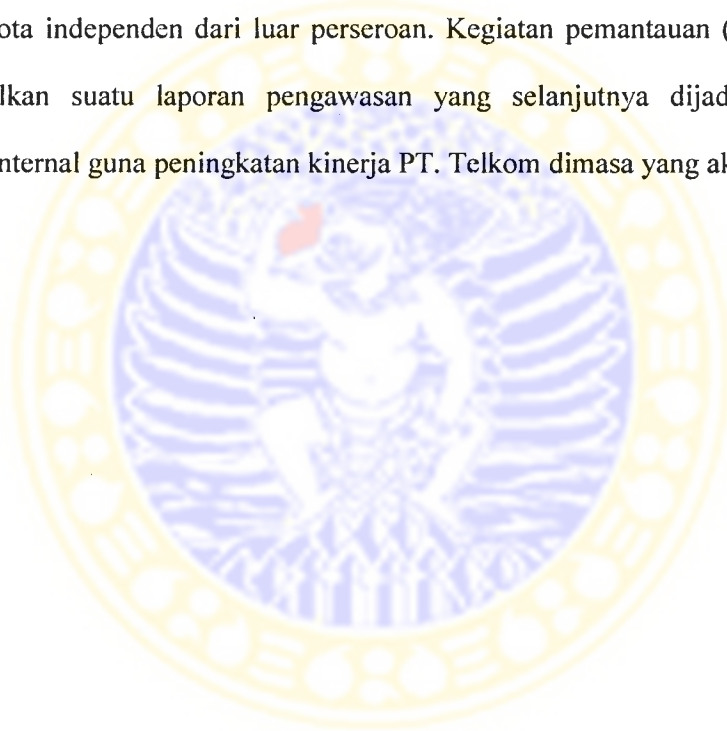 ota independen dari luar perseroan. Kegiatan pemantauan (
lkan suatu laporan pengawasan yang selanjutnya dijad
nternal guna peningkatan kinerja PT. Telkom dimasa yang ak